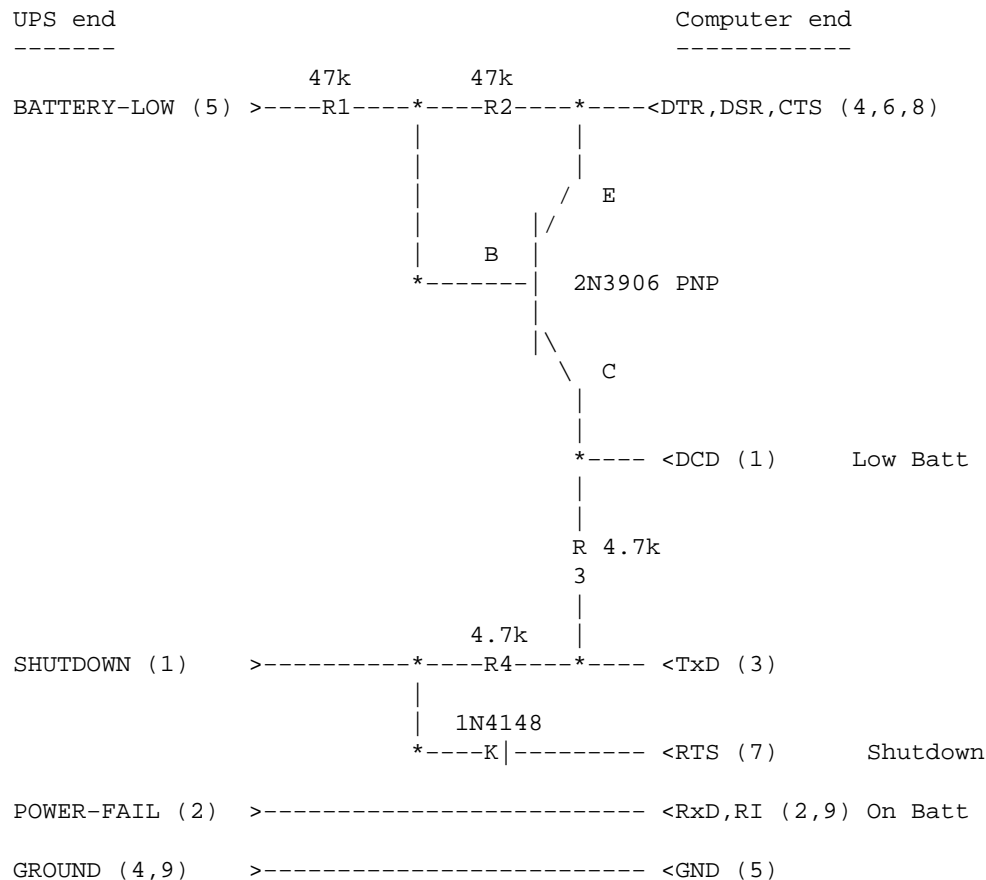 UPS end                                              Computer end
-------                                              ------------
                    47k        47k
BATTERY-LOW (5)  >----R1----*----R2----*----<DTR,DSR,CTS (4,6,8)
                            |          |
                            |          |
                            |         /  E
                            |       |/
                            |    B  |
                            *-------|  2N3906 PNP
                                    |
                                    |\
                                      \  C
                                       |
                                       |
                                       *---- <DCD (1)     Low Batt
                                       |
                                       |
                                       R 4.7k
                                       3
                                       |
                                4.7k   |
SHUTDOWN (1)     >----------*----R4----*---- <TxD (3)
                            |
                            |  1N4148
                            *----K|--------- <RTS (7)      Shutdown
POWER-FAIL (2)   >-------------------------- <RxD,RI (2,9) On Batt
GROUND (4,9)     >-------------------------- <GND (5)